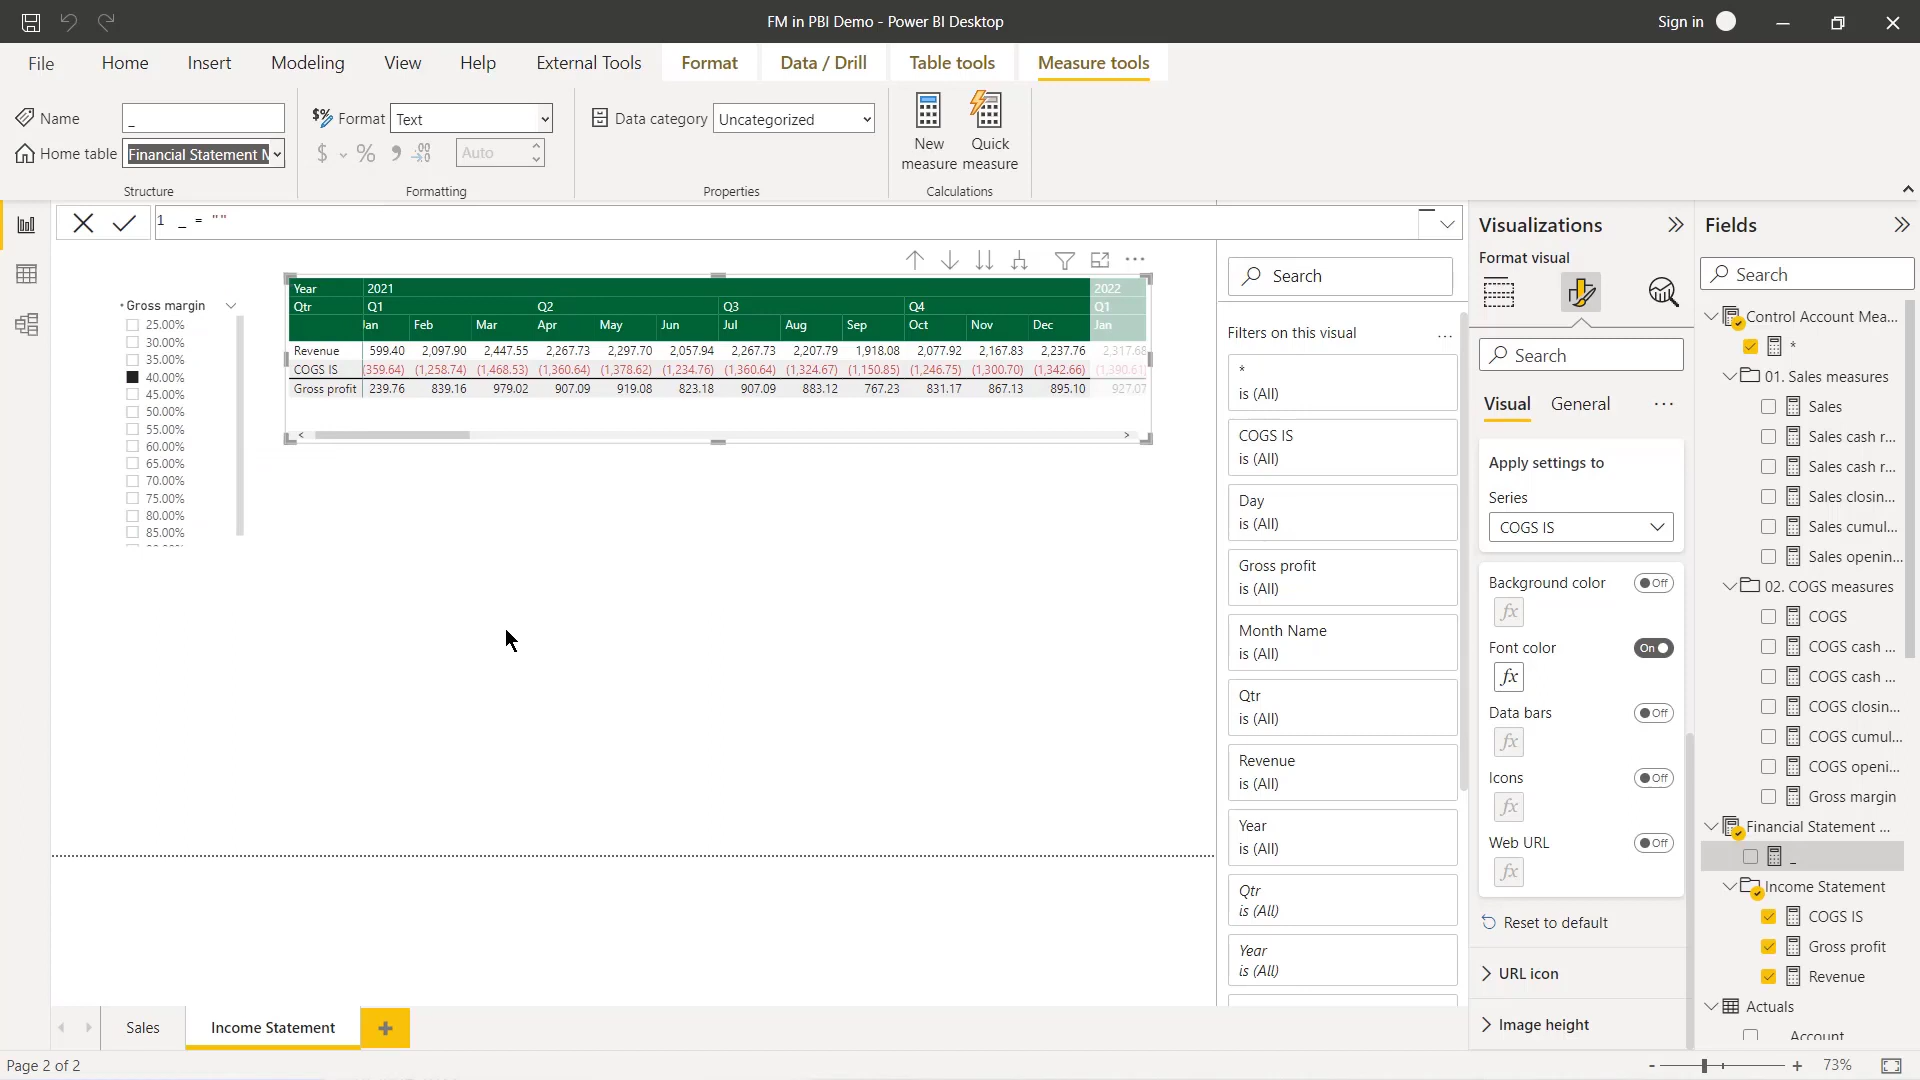 FM in PBI Demo - Power BI Desktop
Sign in
File Home Insert Modeling View Help External Tools Format Data / Drill Table tools Measure tools
Name _
Home table Financial Statement M
Structure
$% Format Text
$ % , Auto
Formatting
Data category Uncategorized
Properties
New measure
Quick measure
Calculations
1 _ = ""
Gross margin
25.00%
30.00%
35.00%
40.00%
45.00%
50.00%
55.00%
60.00%
65.00%
70.00%
75.00%
80.00%
85.00%
Year 2021 2022
Qtr Q1 Q2 Q3 Q4 Q1
Jan Feb Mar Apr May Jun Jul Aug Sep Oct Nov Dec Jan
Revenue 599.40 2,097.90 2,447.55 2,267.73 2,297.70 2,057.94 2,267.73 2,207.79 1,918.08 2,077.92 2,167.83 2,237.76 2,317.68
COGS IS (359.64) (1,258.74) (1,468.53) (1,360.64) (1,378.62) (1,234.76) (1,360.64) (1,324.67) (1,150.85) (1,246.75) (1,300.70) (1,342.66) (1,390.61)
Gross profit 239.76 839.16 979.02 907.09 919.08 823.18 907.09 883.12 767.23 831.17 867.13 895.10 927.07
Search
Filters on this visual ...
*
is (All)
COGS IS
is (All)
Day
is (All)
Gross profit
is (All)
Month Name
is (All)
Qtr
is (All)
Revenue
is (All)
Year
is (All)
Qtr
is (All)
Year
is (All)
Visualizations
Format visual
Search
Visual General ...
Apply settings to
Series
COGS IS
Background color Off
fx
Font color On
fx
Data bars Off
fx
Icons Off
fx
Web URL Off
fx
Reset to default
URL icon
Image height
Fields
Search
Control Account Mea...
*
01. Sales measures
Sales
Sales cash r...
Sales cash r...
Sales closin...
Sales cumul...
Sales openin...
02. COGS measures
COGS
COGS cash ...
COGS cash ...
COGS closin...
COGS cumul...
COGS openi...
Gross margin
Financial Statement ...
_
Income Statement
COGS IS
Gross profit
Revenue
Actuals
Account
Sales Income Statement +
Page 2 of 2
- + 73%